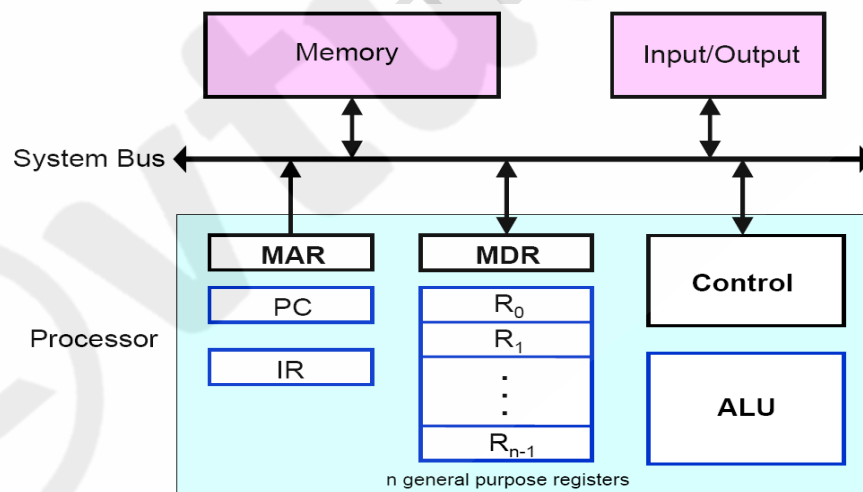 Memory
Input/Output
System Bus
MAR
MDR
Control
PC
R0
R1
Processor
IR
ALU
Rn-1
n general purpose registers